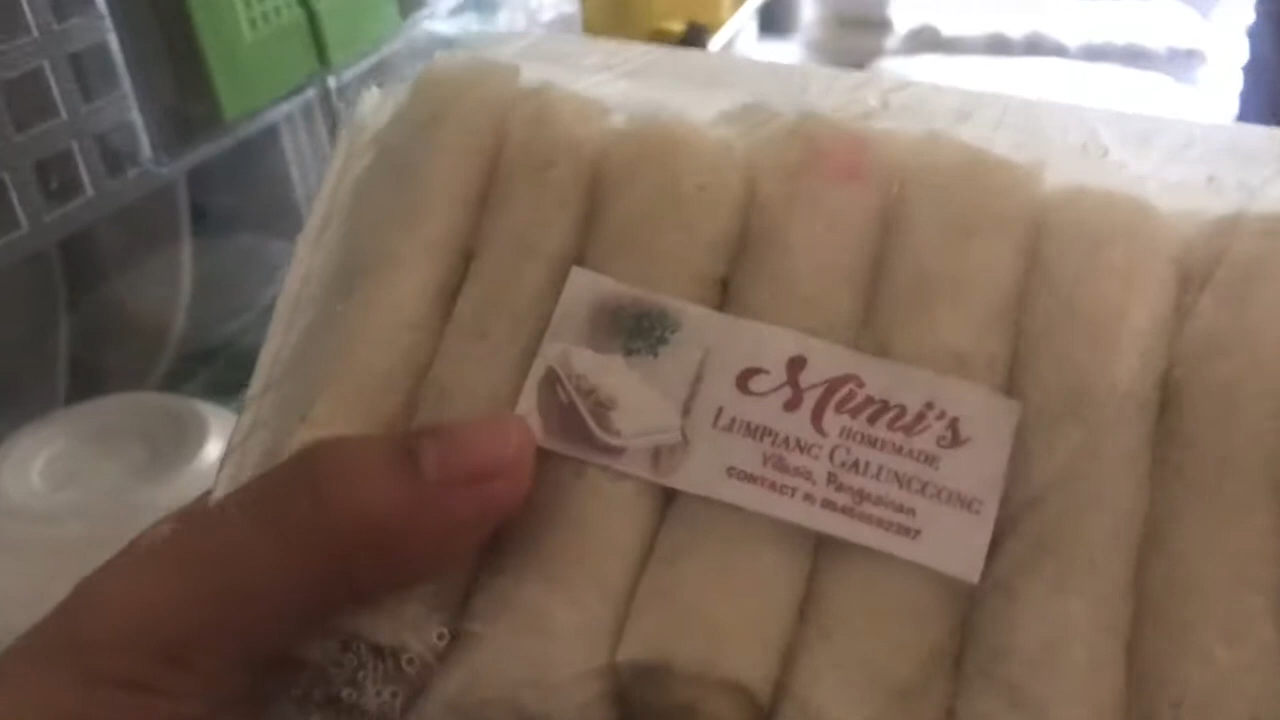 Mimi's
HOMEMADE
LUMPIANG GALUNGGONG
Villasis, Pangasinan
CONTACT #: